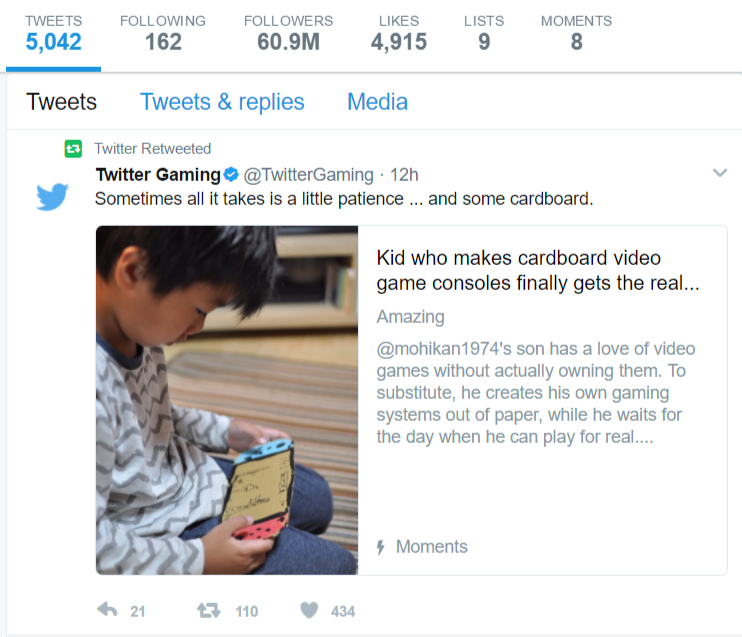 TWEETS FOLLOWING FOLLOWERS LIKES LISTS MOMENTS
5,042 162 60.9M 4,915 9 8
Tweets Tweets & replies Media
Twitter Retweeted
Twitter Gaming @TwitterGaming · 12h
Sometimes all it takes is a little patience ... and some cardboard.
Kid who makes cardboard video
game consoles finally gets the real...
Amazing
@mohikan1974's son has a love of video
games without actually owning them. To
substitute, he creates his own gaming
systems out of paper, while he waits for
the day when he can play for real....
Moments
21 110 434